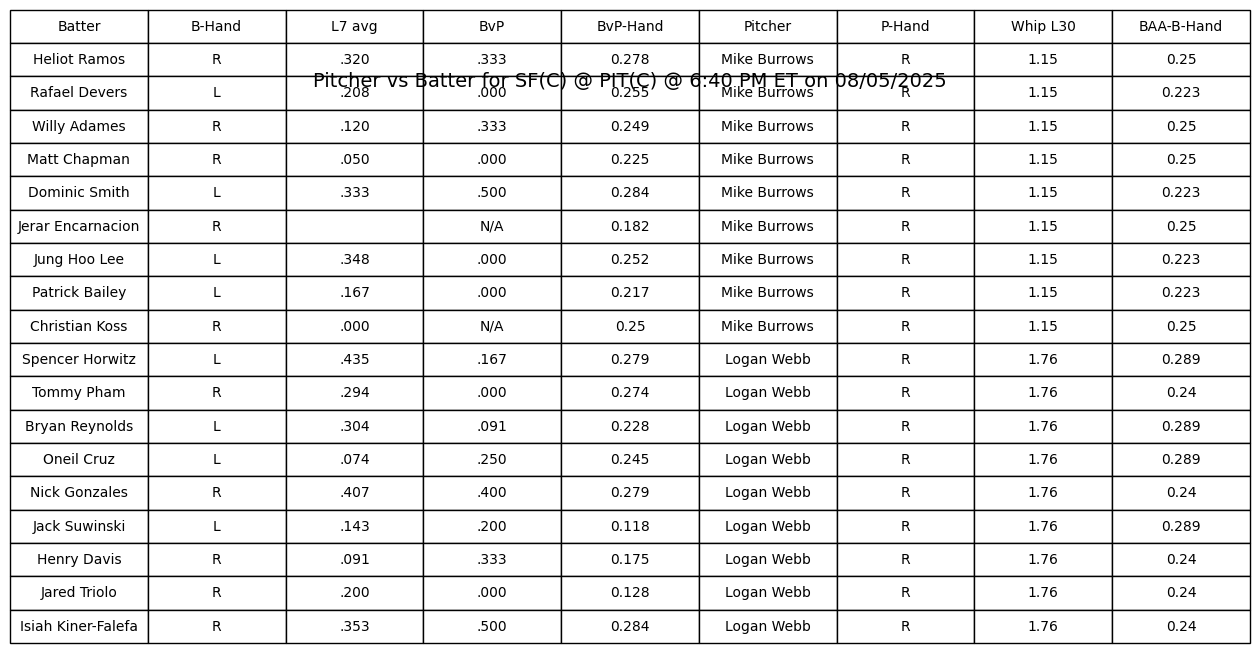 Batter B-Hand L7 avg BvP BvP-Hand Pitcher P-Hand Whip L30 BAA-B-Hand
Heliot Ramos R .320 .333 0.278 Mike Burrows R 1.15 0.25
Pitcher vs Batter for SF(C) @ PIT(C) @ 6:40 PM ET on 08/05/2025
Rafael Devers L .208 .000 0.255 Mike Burrows R 1.15 0.223
Willy Adames R .120 .333 0.249 Mike Burrows R 1.15 0.25
Matt Chapman R .050 .000 0.225 Mike Burrows R 1.15 0.25
Dominic Smith L .333 .500 0.284 Mike Burrows R 1.15 0.223
Jerar Encarnacion R N/A 0.182 Mike Burrows R 1.15 0.25
Jung Hoo Lee L .348 .000 0.252 Mike Burrows R 1.15 0.223
Patrick Bailey L .167 .000 0.217 Mike Burrows R 1.15 0.223
Christian Koss R .000 N/A 0.25 Mike Burrows R 1.15 0.25
Spencer Horwitz L .435 .167 0.279 Logan Webb R 1.76 0.289
Tommy Pham R .294 .000 0.274 Logan Webb R 1.76 0.24
Bryan Reynolds L .304 .091 0.228 Logan Webb R 1.76 0.289
Oneil Cruz L .074 .250 0.245 Logan Webb R 1.76 0.289
Nick Gonzales R .407 .400 0.279 Logan Webb R 1.76 0.24
Jack Suwinski L .143 .200 0.118 Logan Webb R 1.76 0.289
Henry Davis R .091 .333 0.175 Logan Webb R 1.76 0.24
Jared Triolo R .200 .000 0.128 Logan Webb R 1.76 0.24
Isiah Kiner-Falefa R .353 .500 0.284 Logan Webb R 1.76 0.24